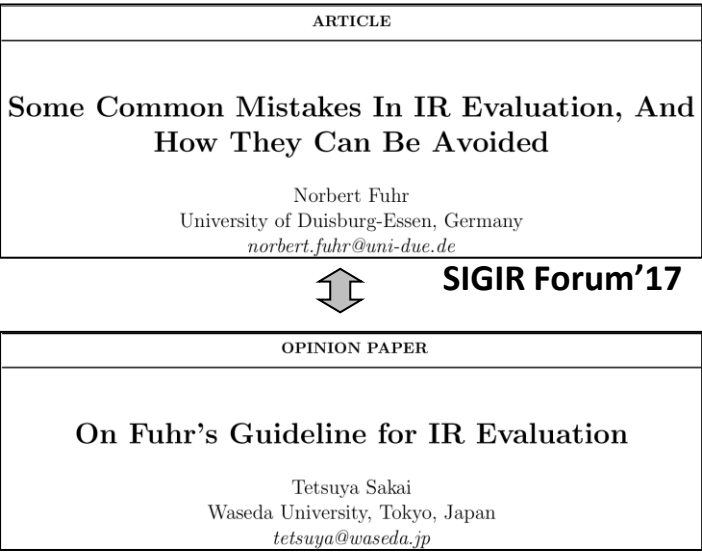 ARTICLE
Some Common Mistakes In IR Evaluation, And
How They Can Be Avoided
Norbert Fuhr
University of Duisburg-Essen, Germany
norbert.fuhr@uni-due.de
SIGIR Forum’17
OPINION PAPER
On Fuhr’s Guideline for IR Evaluation
Tetsuya Sakai
Waseda University, Tokyo, Japan
tetsuya@waseda.jp